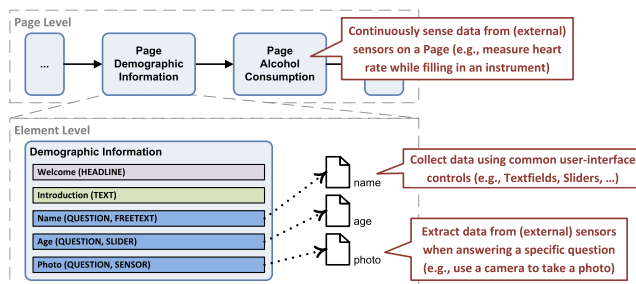 Page Level
...
Page
Demographic
Information
Page
Alcohol
Consumption
Continuously sense data from (external)
sensors on a Page (e.g., measure heart
rate while filling in an instrument)
Element Level
Demographic Information
Welcome (HEADLINE)
Introduction (TEXT)
Name (QUESTION, FREETEXT)
Age (QUESTION, SLIDER)
Photo (QUESTION, SENSOR)
name
age
photo
Collect data using common user-interface
controls (e.g., Textfields, Sliders, ...)
Extract data from (external) sensors
when answering a specific question
(e.g., use a camera to take a photo)